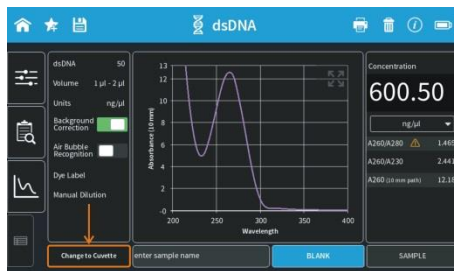 dsDNA
dsDNA 50
Volume 1 µl - 2 µl
Units ng/µl
Background
Correction
Air Bubble
Recognition
Dye Label
Manual Dilution
Change to Cuvette
Absorbance (10 mm)
13
12
10
8
6
4
2
-0
200 250 300 350 400
Wavelength
enter sample name
BLANK
Concentration
600.50
ng/µl
A260/A280 1.465
A260/A230 2.441
A260 (10 mm path) 12.18
SAMPLE